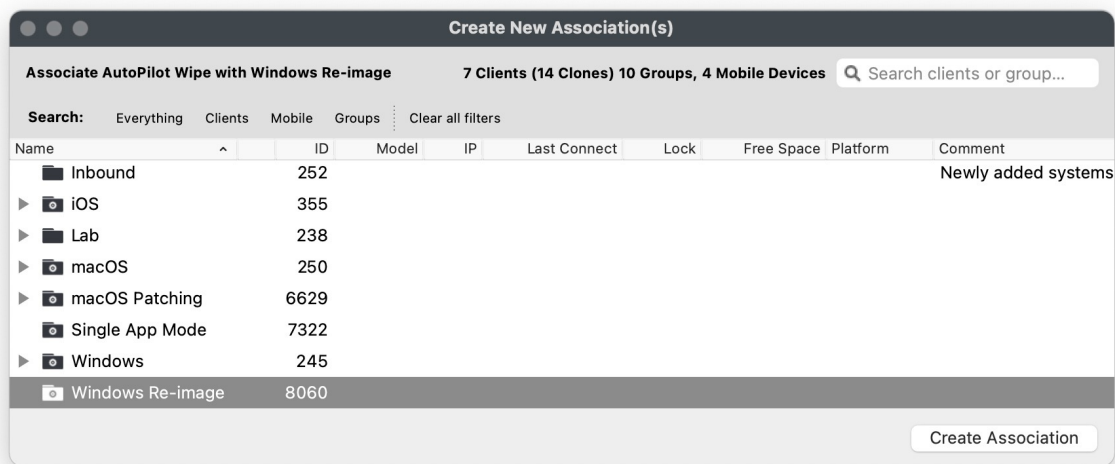 Create New Association(s)
Associate AutoPilot Wipe with Windows Re-image 7 Clients (14 Clones) 10 Groups, 4 Mobile Devices Search clients or group...
Search: Everything Clients Mobile Groups Clear all filters
Name ID Model IP Last Connect Lock Free Space Platform Comment
Inbound 252 Newly added systems
iOS 355
Lab 238
macOS 250
macOS Patching 6629
Single App Mode 7322
Windows 245
Windows Re-image 8060
Create Association